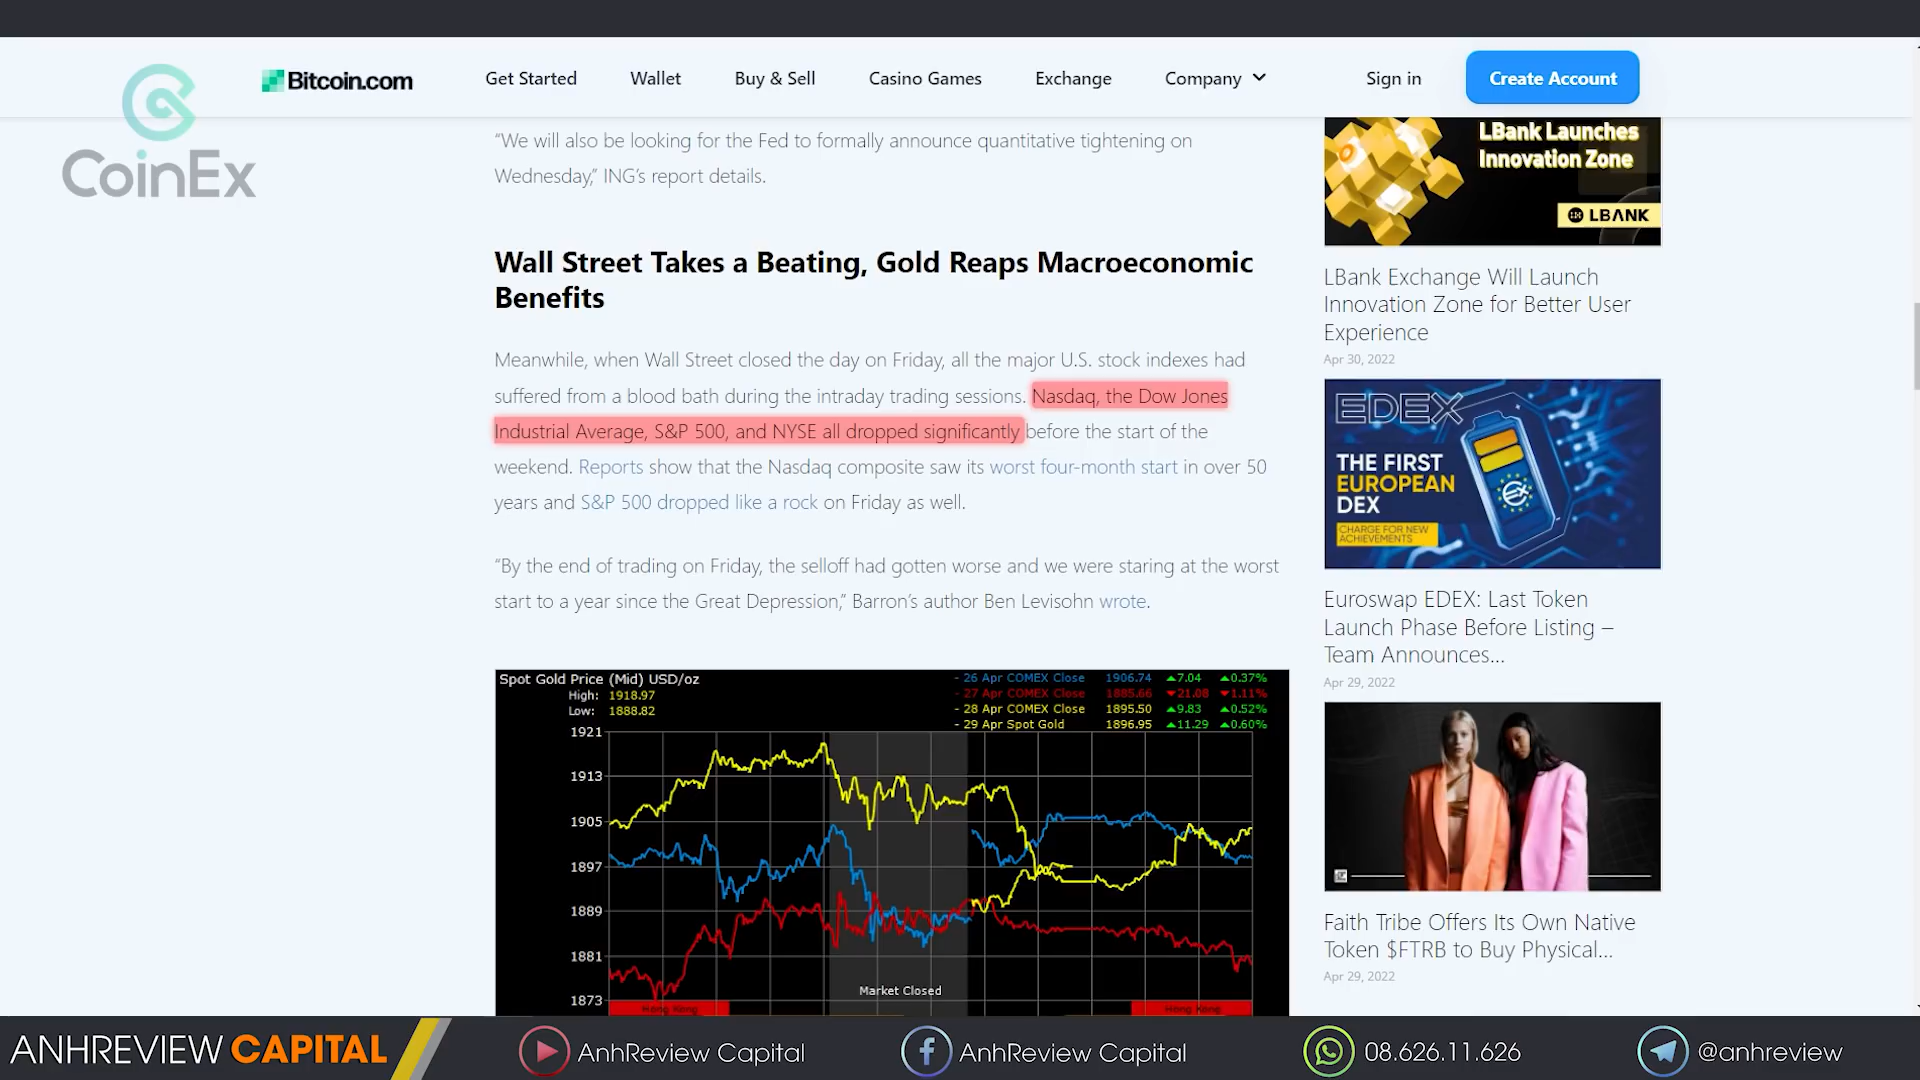 CoinEx
Bitcoin.com
Get Started
Wallet
Buy & Sell
Casino Games
Exchange
Company
Sign in
Create Account
“We will also be looking for the Fed to formally announce quantitative tightening on
Wednesday,” ING’s report details.
Wall Street Takes a Beating, Gold Reaps Macroeconomic
Benefits
Meanwhile, when Wall Street closed the day on Friday, all the major U.S. stock indexes had
suffered from a blood bath during the intraday trading sessions. Nasdaq, the Dow Jones
Industrial Average, S&P 500, and NYSE all dropped significantly before the start of the
weekend. Reports show that the Nasdaq composite saw its worst four-month start in over 50
years and S&P 500 dropped like a rock on Friday as well.
“By the end of trading on Friday, the selloff had gotten worse and we were staring at the worst
start to a year since the Great Depression,” Barron’s author Ben Levisohn wrote.
Spot Gold Price (Mid) USD/oz
High: 1918.97
Low: 1888.82
- 26 Apr COMEX Close 1906.74 ▲7.04 ▲0.37%
- 27 Apr COMEX Close 1885.66 ▼21.08 ▼1.11%
- 28 Apr COMEX Close 1895.50 ▲9.83 ▲0.52%
- 29 Apr Spot Gold 1896.95 ▲11.29 ▲0.60%
1921
1913
1905
1897
1889
1881
1873
Market Closed
Hong Kong
Hong Kong
LBank Launches
Innovation Zone
LBANK
LBank Exchange Will Launch
Innovation Zone for Better User
Experience
Apr 30, 2022
EDEX
THE FIRST
EUROPEAN
DEX
CHARGE FOR NEW
ACHIEVEMENTS
Euroswap EDEX: Last Token
Launch Phase Before Listing –
Team Announces...
Apr 29, 2022
Faith Tribe Offers Its Own Native
Token $FTRB to Buy Physical...
Apr 29, 2022
ANHREVIEW CAPITAL
AnhReview Capital
AnhReview Capital
08.626.11.626
@anhreview